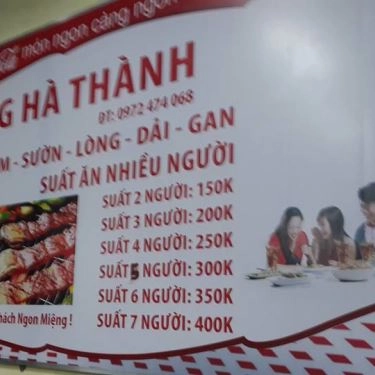 món ngon càng ngon
G HÀ THÀNH
ĐT: 0972 474 068
M - SƯỜN - LÒNG - DẢI - GAN
SUẤT ĂN NHIỀU NGƯỜI
SUẤT 2 NGƯỜI: 150K
SUẤT 3 NGƯỜI: 200K
SUẤT 4 NGƯỜI: 250K
SUẤT 5 NGƯỜI: 300K
SUẤT 6 NGƯỜI: 350K
SUẤT 7 NGƯỜI: 400K
hách Ngon Miệng !